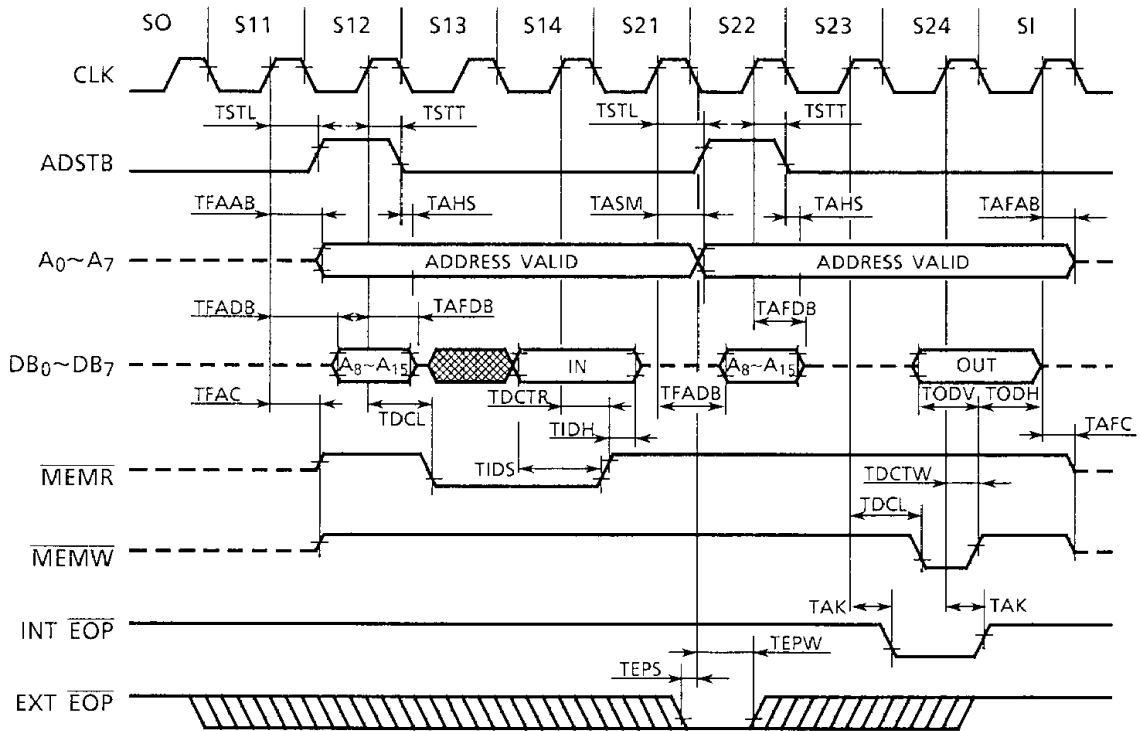 SO S11 S12 S13 S14 S21 S22 S23 S24 SI
CLK
TSTL TSTT TSTL TSTT
ADSTB
TFAAB TAHS TASM TAHS TAFAB
A0~A7 ADDRESS VALID ADDRESS VALID
TFADB TAFDB TAFDB
DB0~DB7 A8~A15 IN A8~A15 OUT
TFAC TDCL TDCTR TFADB TODV TODH
TIDH TAFC
MEMR TIDS TDCTW
TDCL
MEMW
TAK TAK
INT EOP
TEPW
TEPS
EXT EOP